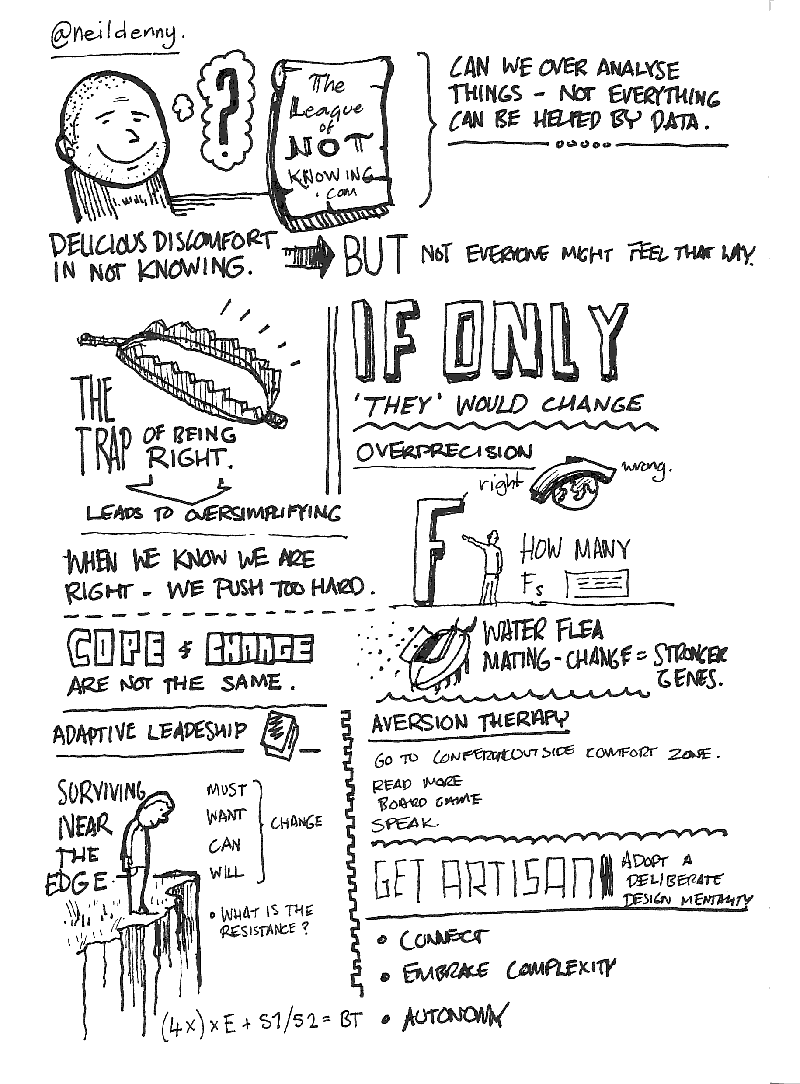 @neildenny.
?
The
League
of
NOT
KNOWING
.com
CAN WE OVER ANALYSE
THINGS - NOT EVERYTHING
CAN BE HELPED BY DATA.
DELICIOUS DISCOMFORT
IN NOT KNOWING.
BUT NOT EVERYONE MIGHT FEEL THAT WAY.
THE
TRAP OF BEING
RIGHT.
LEADS TO OVERSIMPLIFYING
WHEN WE KNOW WE ARE
RIGHT - WE PUSH TOO HARD.
COPE & CHANGE
ARE NOT THE SAME.
ADAPTIVE LEADESHIP
SURVIVING
NEAR
THE
EDGE
MUST
WANT
CAN
WILL
CHANGE
• WHAT IS THE
RESISTANCE?
(4x) x E + S1/S2 = BT
IF ONLY
'THEY' WOULD CHANGE
OVERPRECISION
right wrong.
F
HOW MANY
Fs
WATER FLEA
MATING - CHANGE = STRONGER
GENES.
AVERSION THERAPY
GO TO OUTSIDE COMFORT ZONE.
READ MORE
BOARD GAME
SPEAK.
GET ARTISAN
ADOPT A
DELIBERATE
DESIGN MENTALITY
• CONNECT
• EMBRACE COMPLEXITY
• AUTONOMY